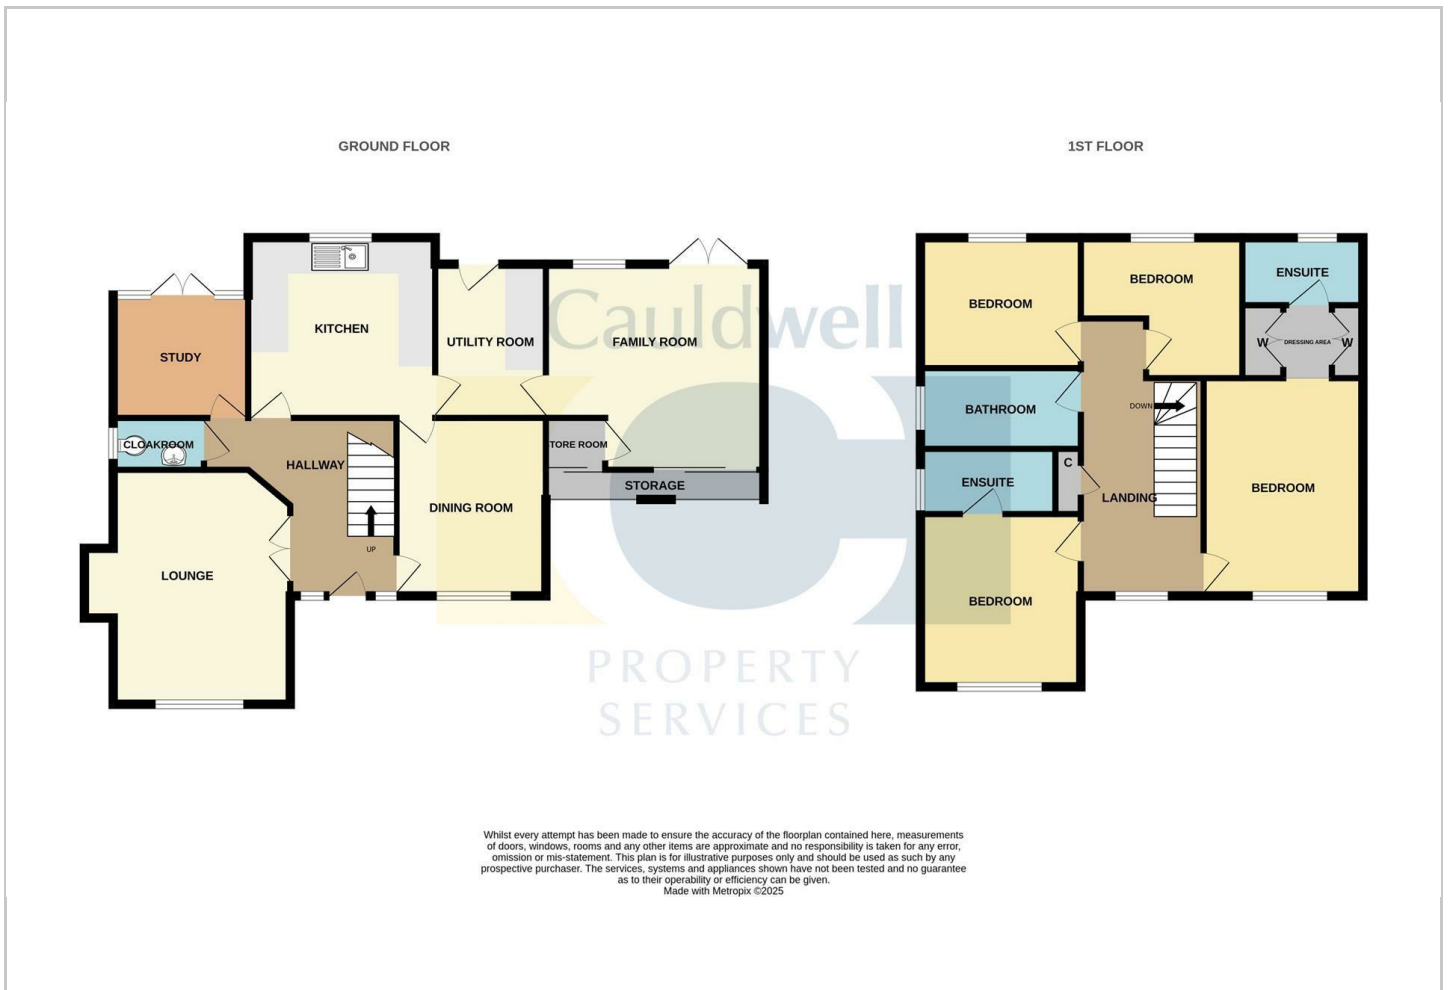 GROUND FLOOR
1ST FLOOR
KITCHEN
STUDY
UTILITY ROOM
FAMILY ROOM
CLOAKROOM
HALLWAY
TORE ROOM
STORAGE
DINING ROOM
UP
LOUNGE
BEDROOM
BEDROOM
ENSUITE
W
DRESSING AREA
W
BATHROOM
DOWN
C
ENSUITE
LANDING
BEDROOM
BEDROOM
Cauldwell
PROPERTY
SERVICES
Whilst every attempt has been made to ensure the accuracy of the floorplan contained here, measurements
of doors, windows, rooms and any other items are approximate and no responsibility is taken for any error,
omission or mis-statement. This plan is for illustrative purposes only and should be used as such by any
prospective purchaser. The services, systems and appliances shown have not been tested and no guarantee
as to their operability or efficiency can be given.
Made with Metropix ©2025